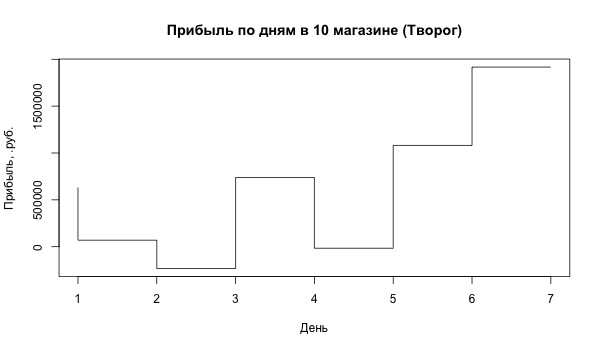 Прибыль по дням в 10 магазине (Творог)
Прибыль, .руб.
1500000
500000
0
1 2 3 4 5 6 7
День